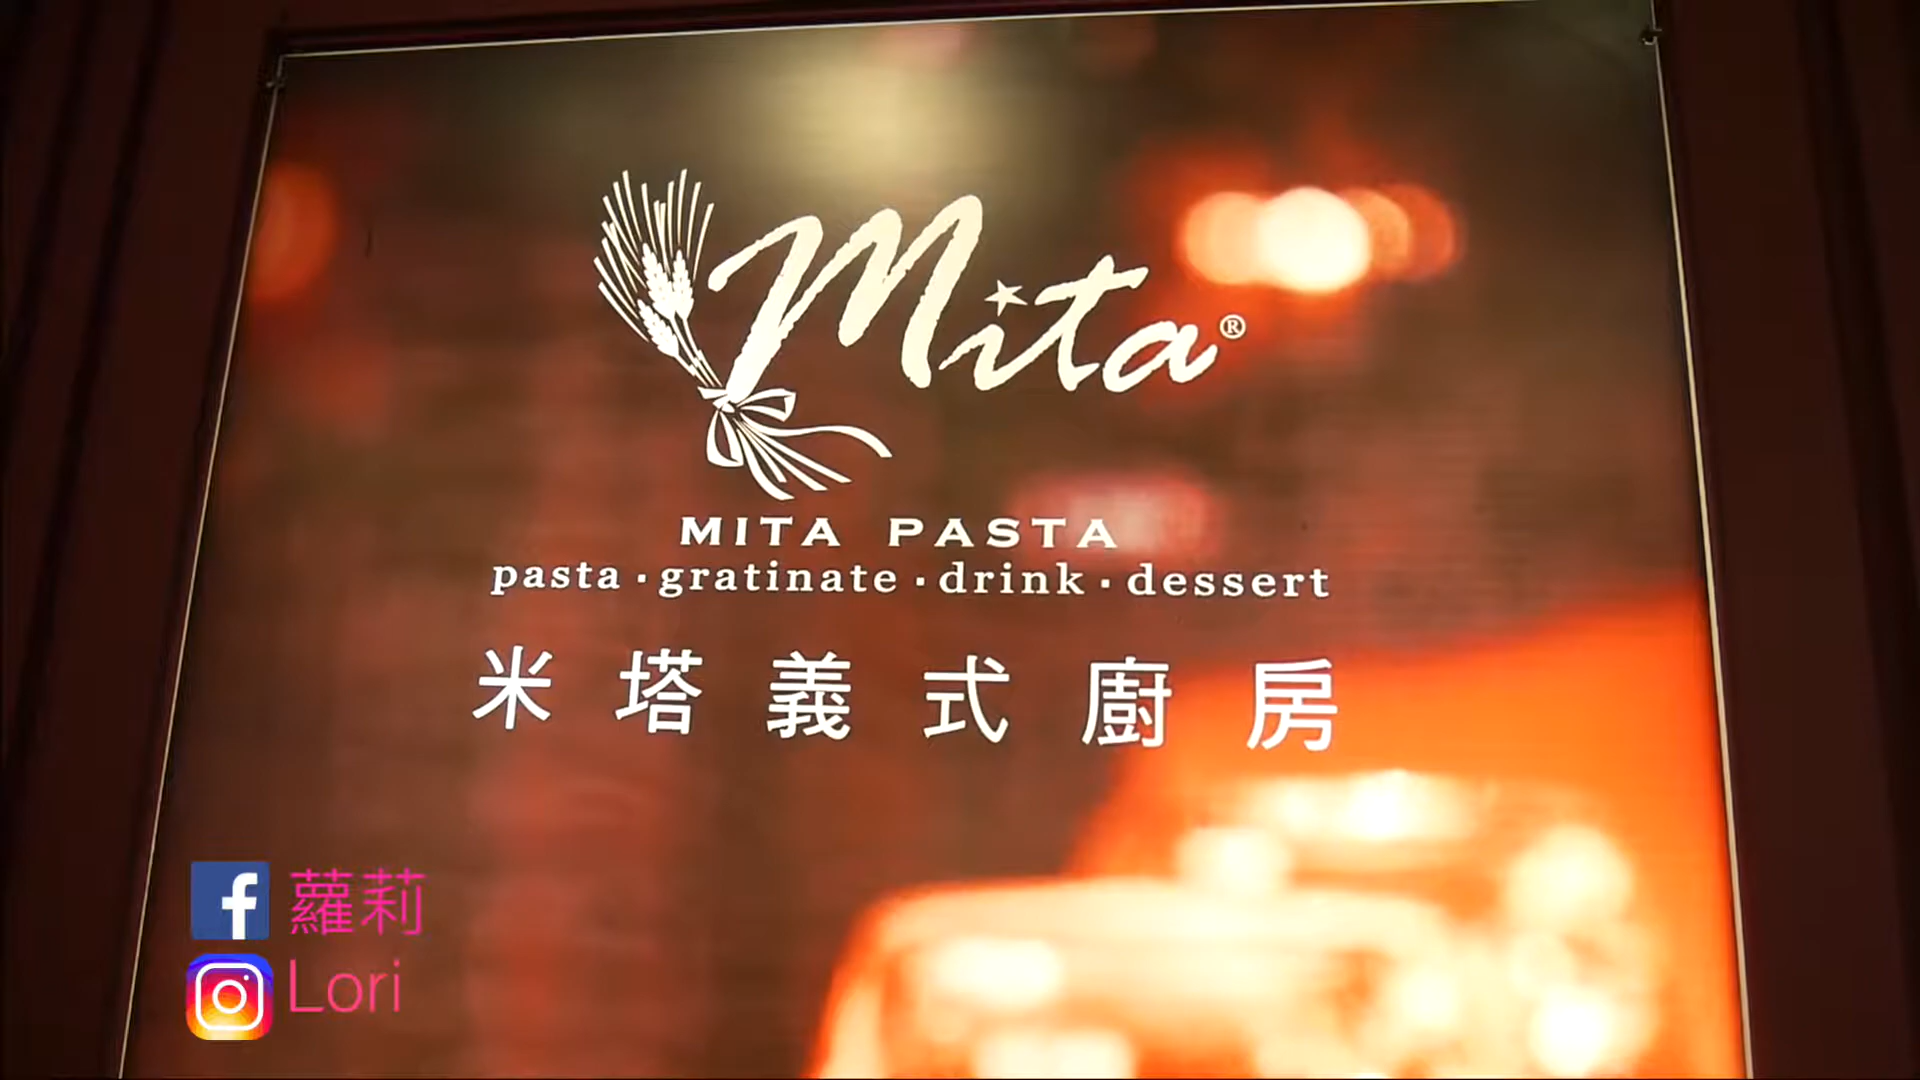 Mita®
MITA PASTA
pasta · gratinate · drink · dessert
米塔義式廚房
蘿莉
Lori